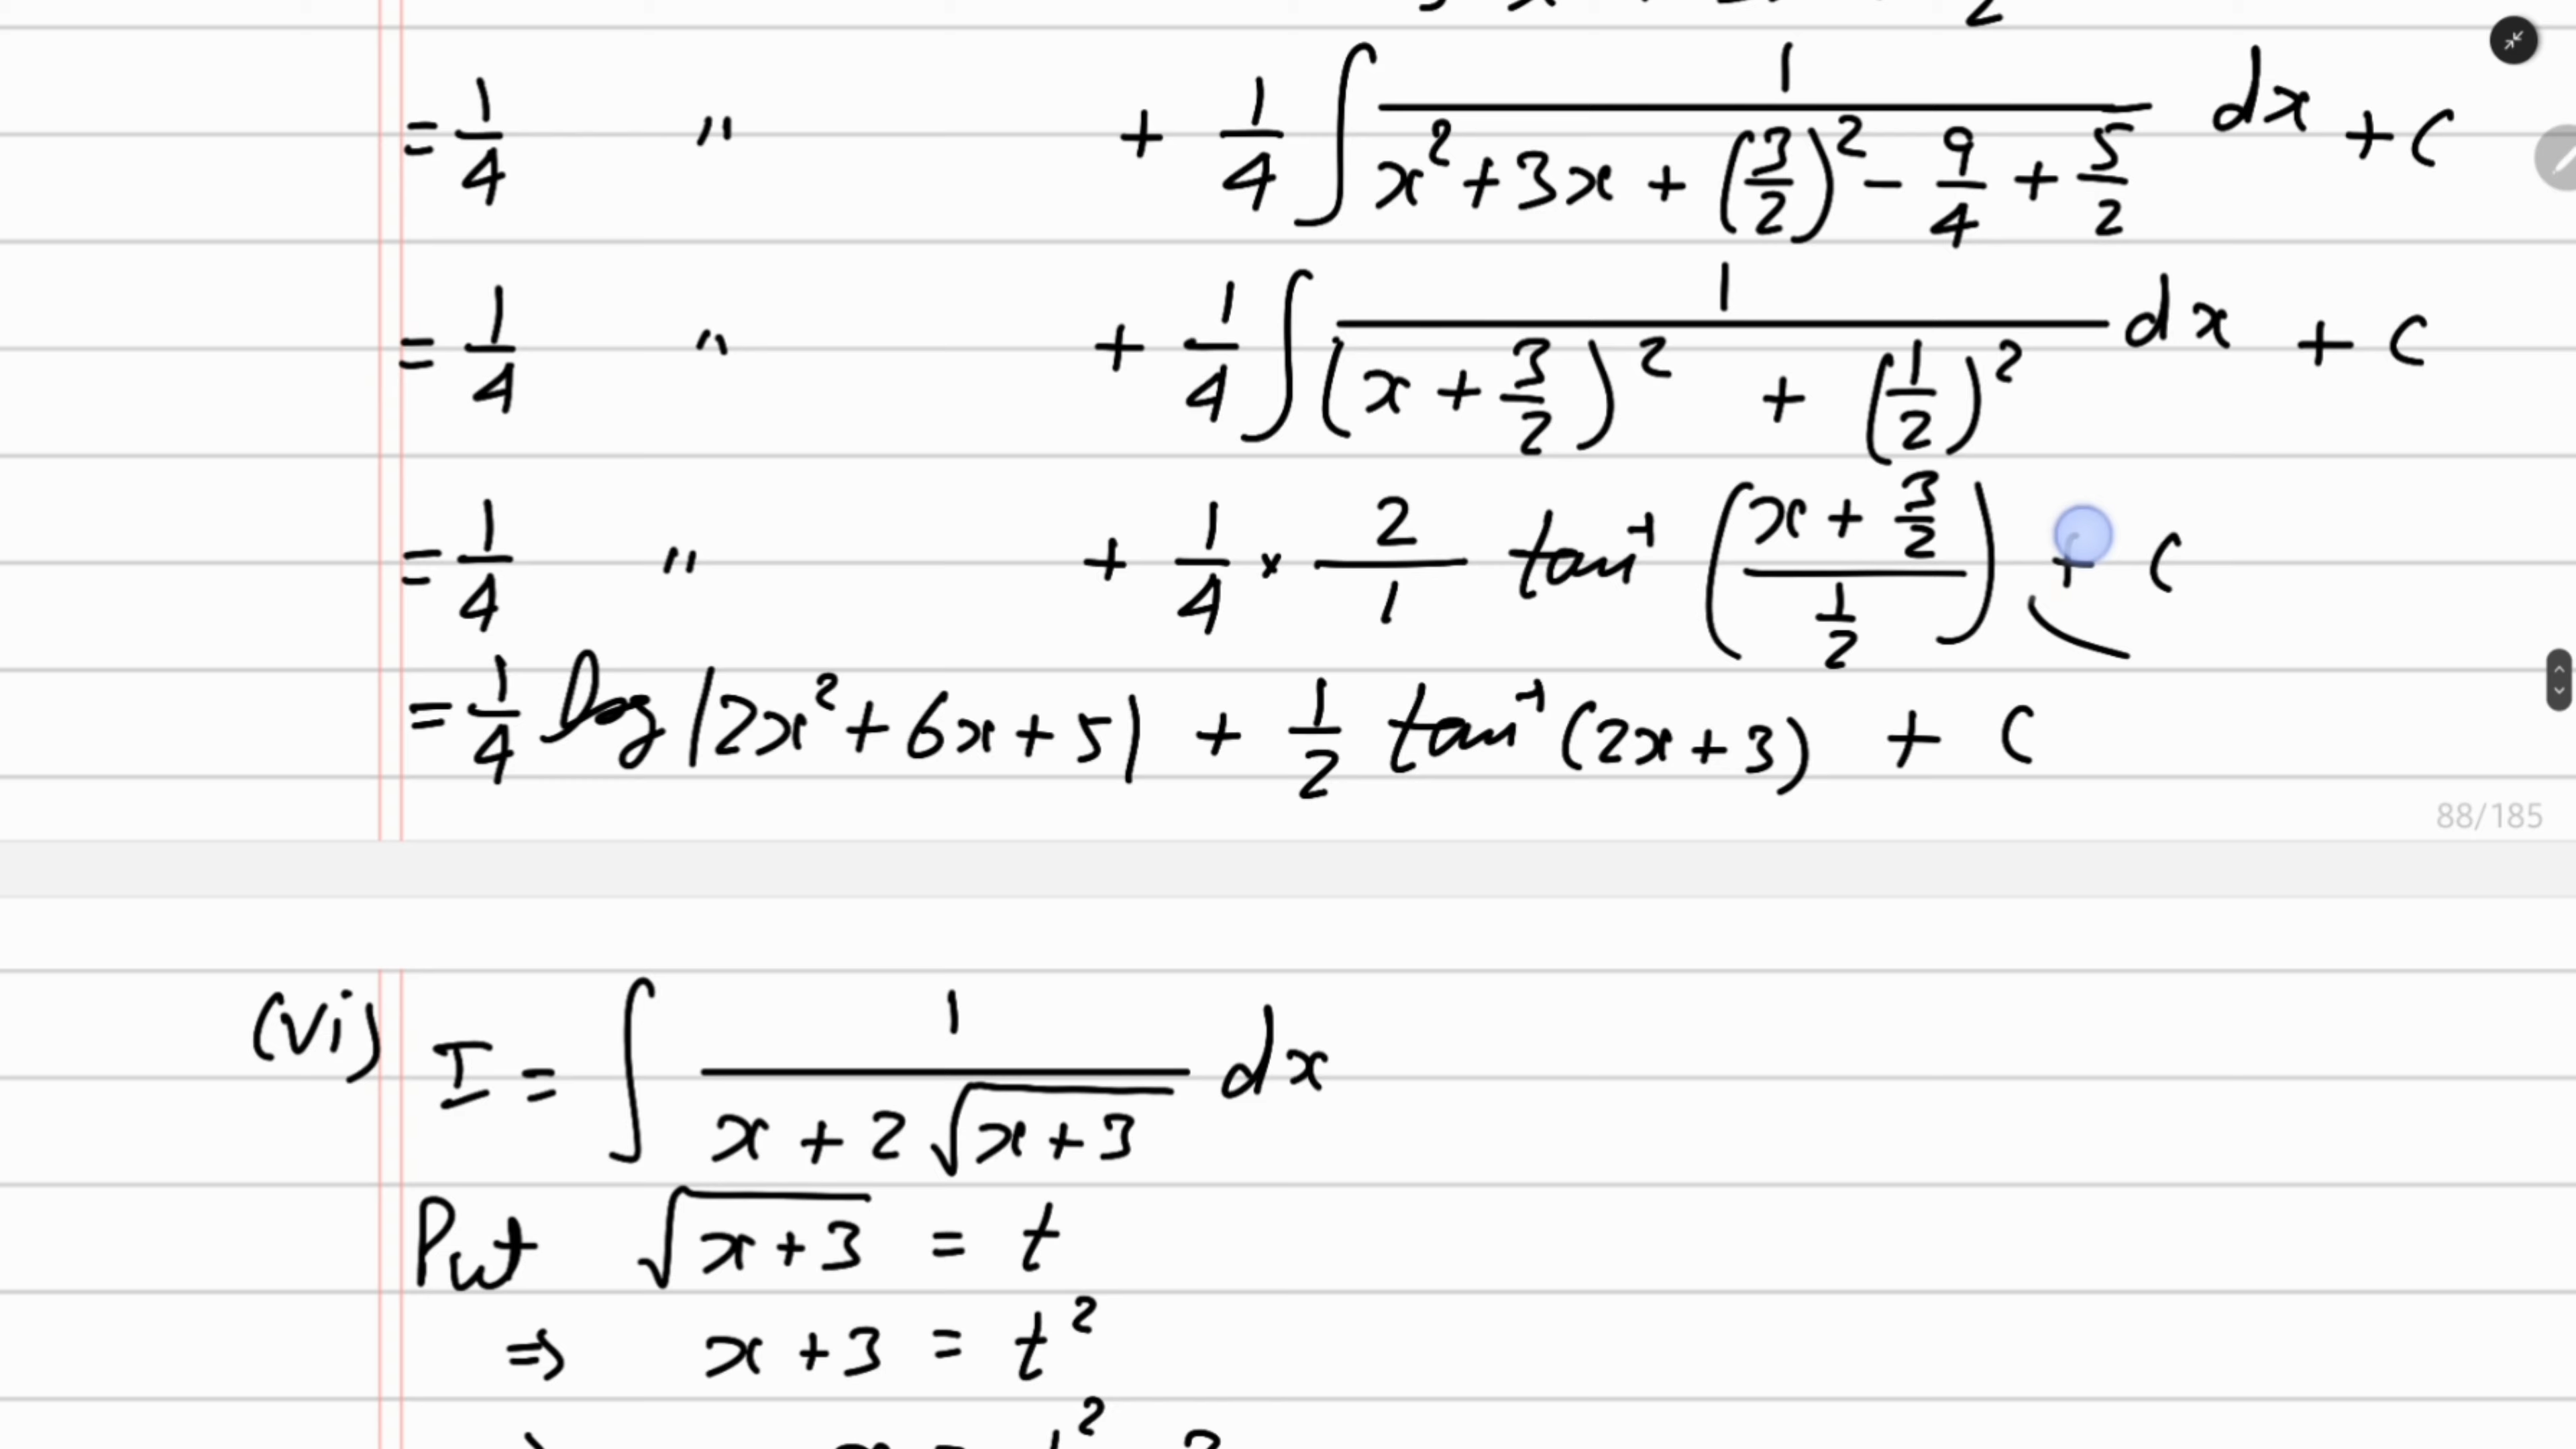 = 1/4 " + 1/4 ∫ 1/(x² + 3x + (3/2)² - 9/4 + 5/2) dx + c
= 1/4 " + 1/4 ∫ 1/((x + 3/2)² + (1/2)²) dx + c
= 1/4 " + 1/4 × 2/1 tan⁻¹ ((x + 3/2)/(1/2)) + c
= 1/4 log |2x² + 6x + 5| + 1/2 tan⁻¹ (2x + 3) + c
88/185
(vi) I = ∫ 1/(x + 2√(x + 3)) dx
Put √(x + 3) = t
⇒ x + 3 = t²